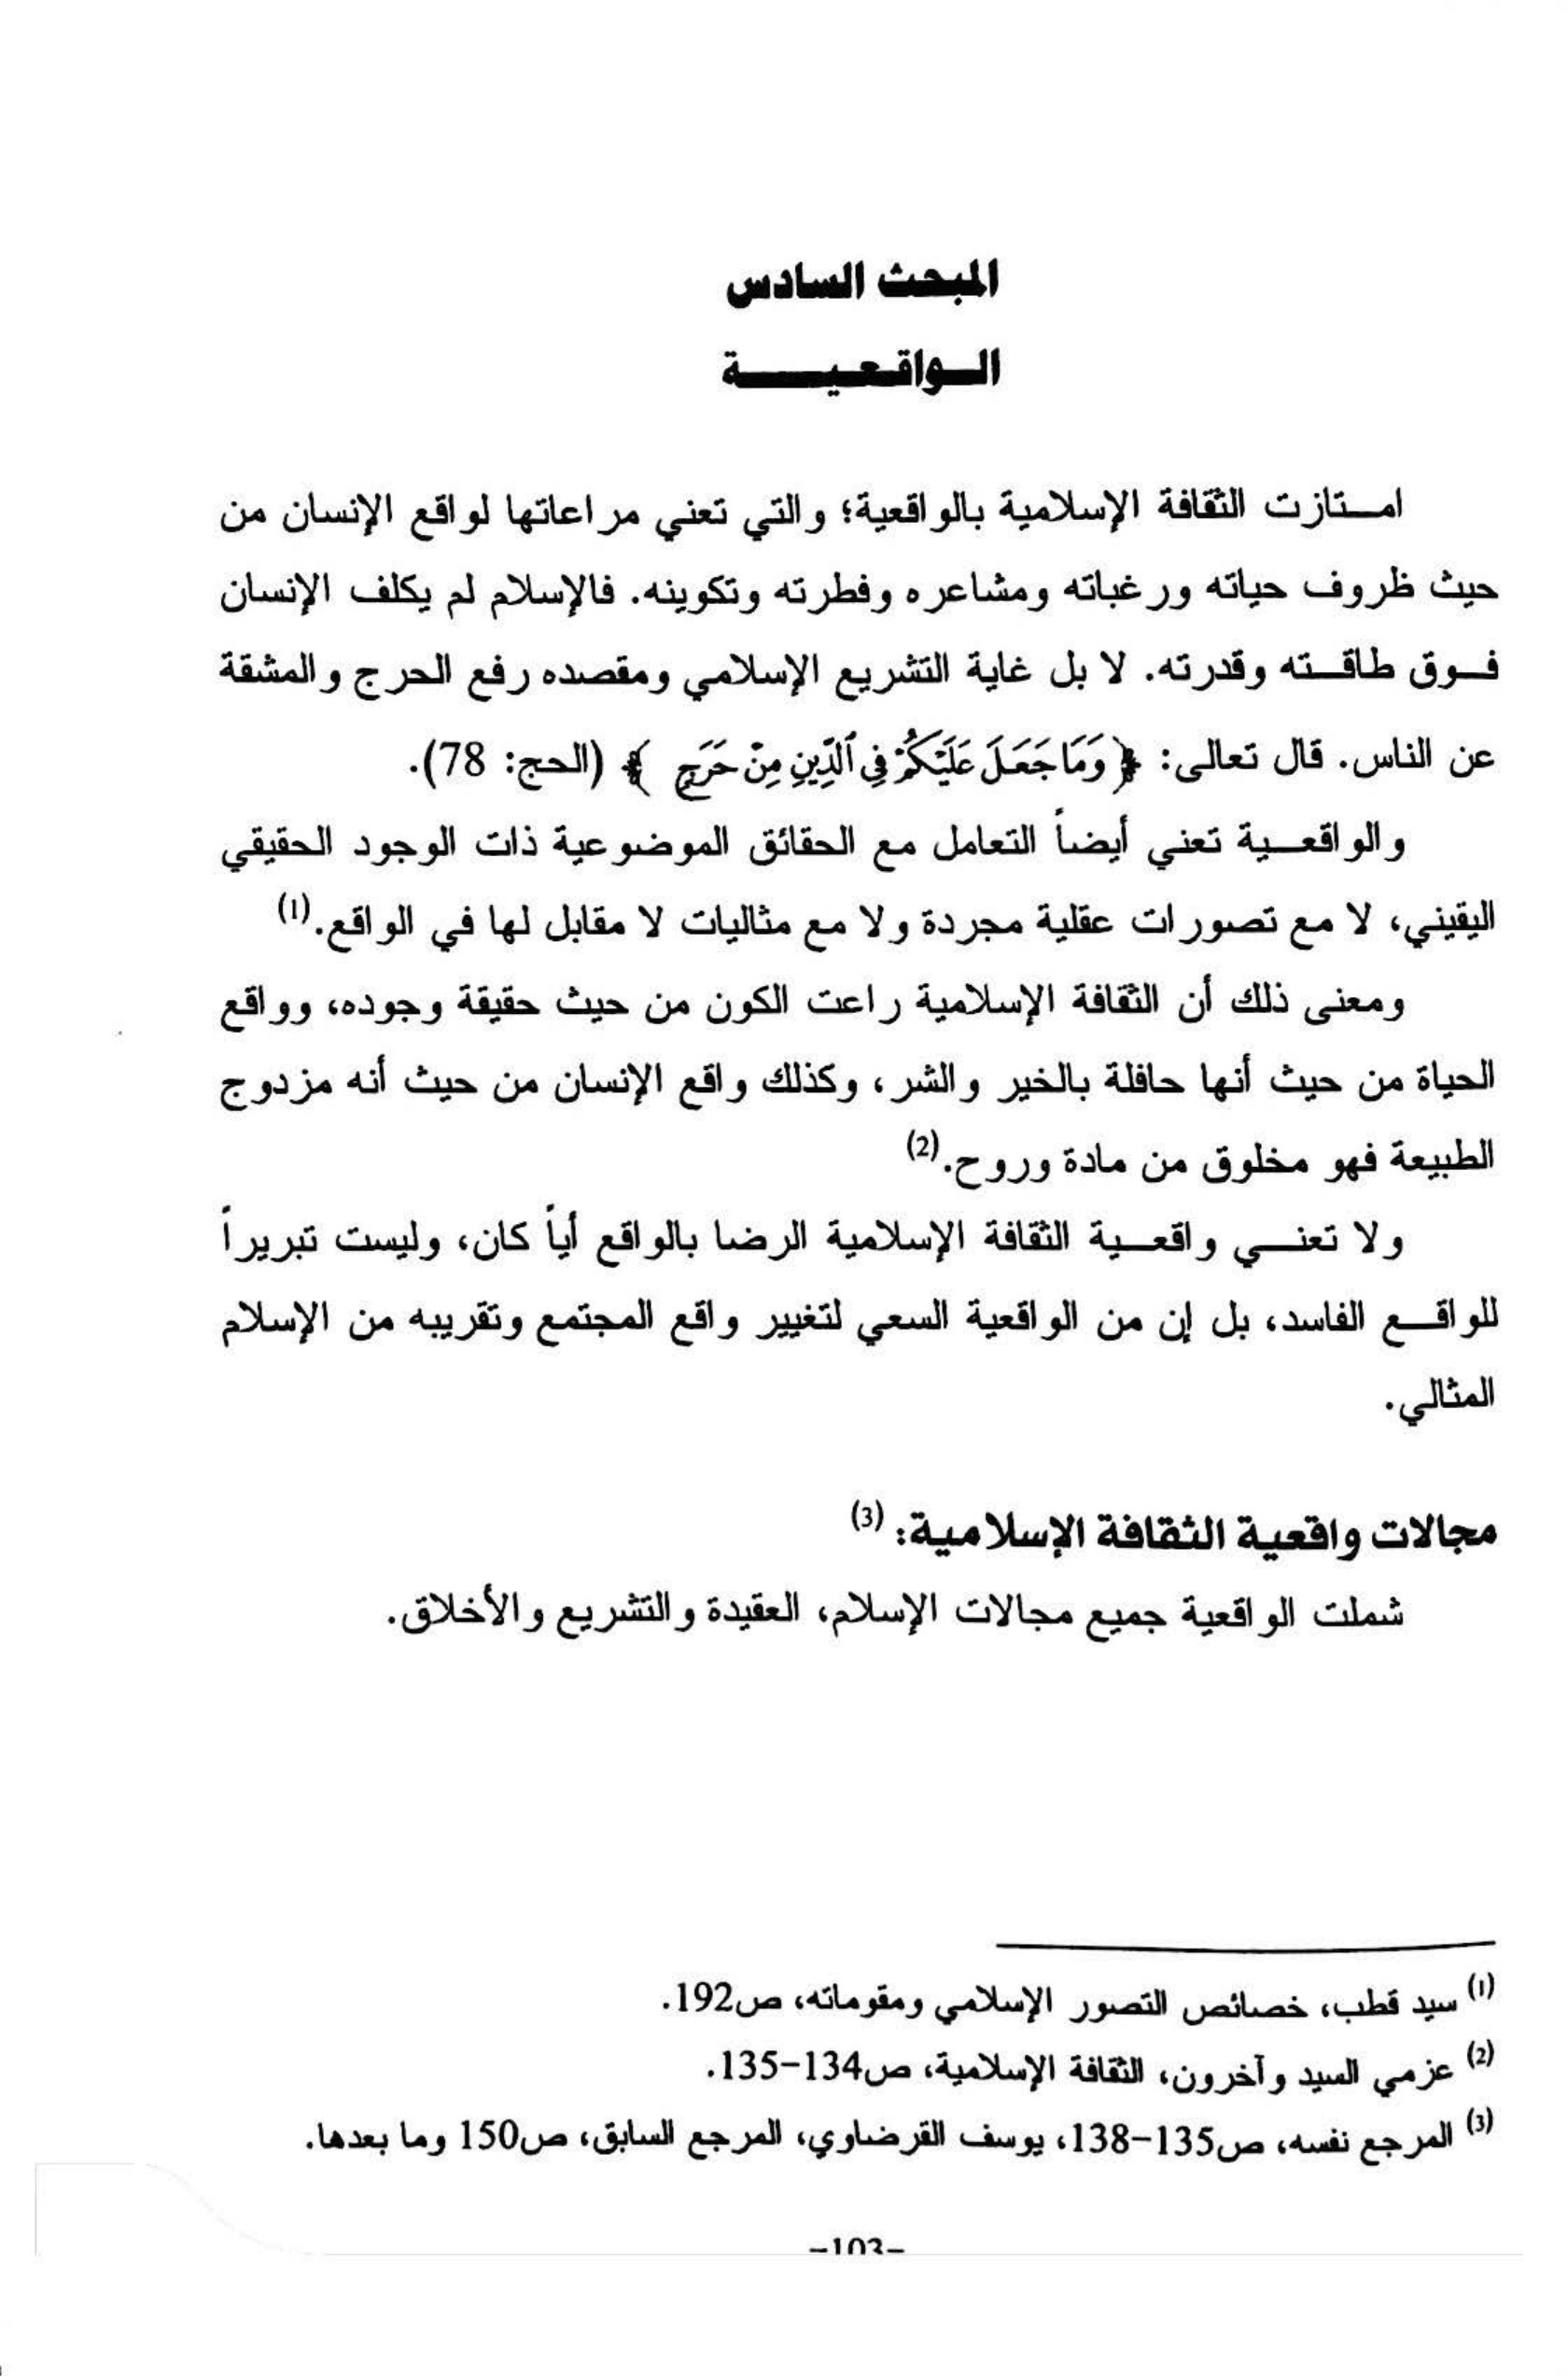 المبحث السادس
الواقعية
امتازت الثقافة الإسلامية بالواقعية؛ والتي تعني مراعاتها لواقع الإنسان من
حيث ظروف حياته ورغباته ومشاعره وفطرته وتكوينه. فالإسلام لم يكلف الإنسان
فوق طاقته وقدرته. لا بل غاية التشريع الإسلامي ومقصده رفع الحرج والمشقة
عن الناس. قال تعالى: ﴿وَمَا جَعَلَ عَلَيْكُمْ فِي ٱلدِّينِ مِنْ حَرَجٍ﴾ (الحج: 78).
والواقعية تعني أيضاً التعامل مع الحقائق الموضوعية ذات الوجود الحقيقي
اليقيني، لا مع تصورات عقلية مجردة ولا مع مثاليات لا مقابل لها في الواقع.(1)
ومعنى ذلك أن الثقافة الإسلامية راعت الكون من حيث حقيقة وجوده، وواقع
الحياة من حيث أنها حافلة بالخير والشر، وكذلك واقع الإنسان من حيث أنه مزدوج
الطبيعة فهو مخلوق من مادة وروح.(2)
ولا تعني واقعية الثقافة الإسلامية الرضا بالواقع أياً كان، وليست تبريراً
للواقع الفاسد، بل إن من الواقعية السعي لتغيير واقع المجتمع وتقريبه من الإسلام
المثالي.
مجالات واقعية الثقافة الإسلامية: (3)
شملت الواقعية جميع مجالات الإسلام، العقيدة والتشريع والأخلاق.
(1) سيد قطب، خصائص التصور الإسلامي ومقوماته، ص192.
(2) عزمي السيد وآخرون، الثقافة الإسلامية، ص134-135.
(3) المرجع نفسه، ص135-138، يوسف القرضاوي، المرجع السابق، ص150 وما بعدها.
-103-